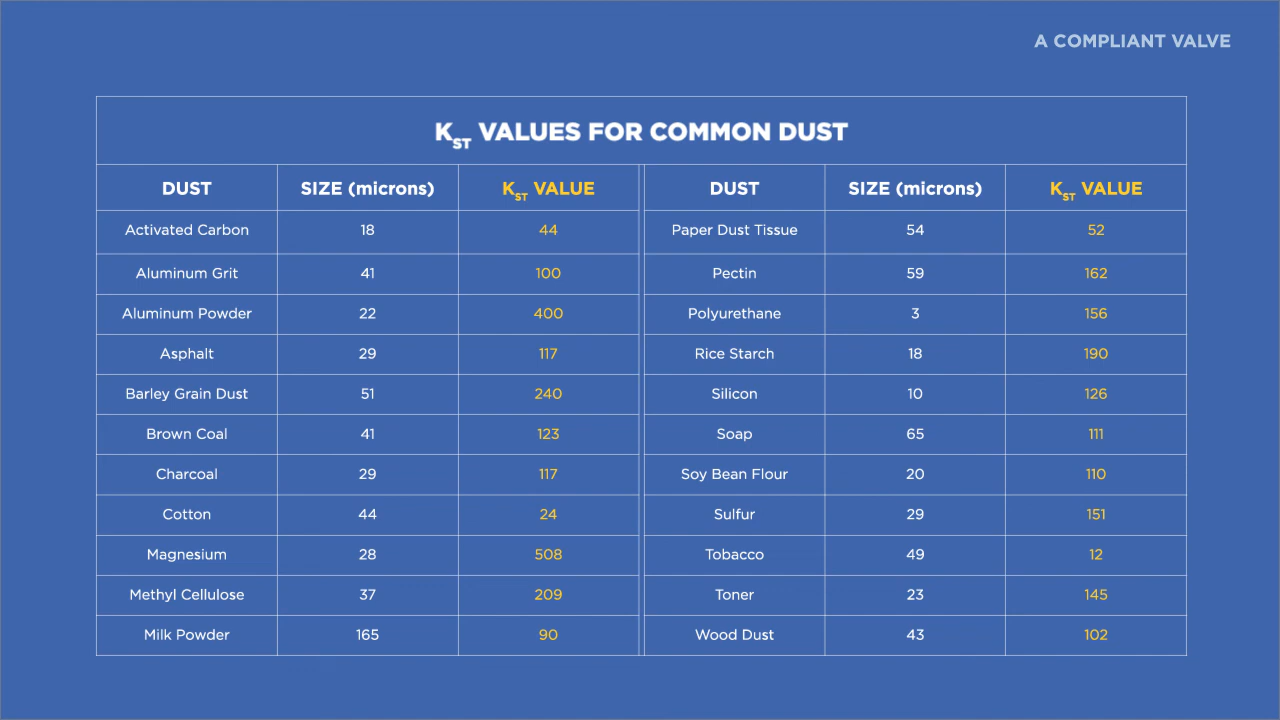 A COMPLIANT VALVE
KST VALUES FOR COMMON DUST
DUST SIZE (microns) KST VALUE DUST SIZE (microns) KST VALUE
Activated Carbon 18 44 Paper Dust Tissue 54 52
Aluminum Grit 41 100 Pectin 59 162
Aluminum Powder 22 400 Polyurethane 3 156
Asphalt 29 117 Rice Starch 18 190
Barley Grain Dust 51 240 Silicon 10 126
Brown Coal 41 123 Soap 65 111
Charcoal 29 117 Soy Bean Flour 20 110
Cotton 44 24 Sulfur 29 151
Magnesium 28 508 Tobacco 49 12
Methyl Cellulose 37 209 Toner 23 145
Milk Powder 165 90 Wood Dust 43 102